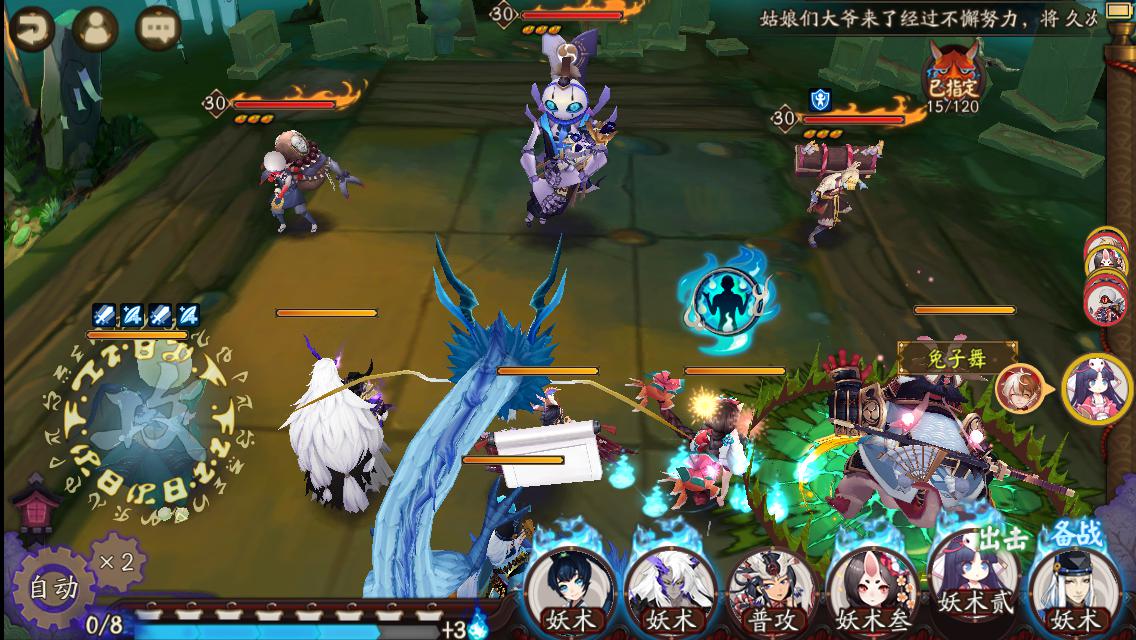 姑娘们大爷来了经过不懈努力，将 久次
30
30
30
已指定
15/120
兔子舞
×2
自动
0/8
+3
出击
备战
妖术
妖术
普攻
妖术叁
妖术贰
妖术